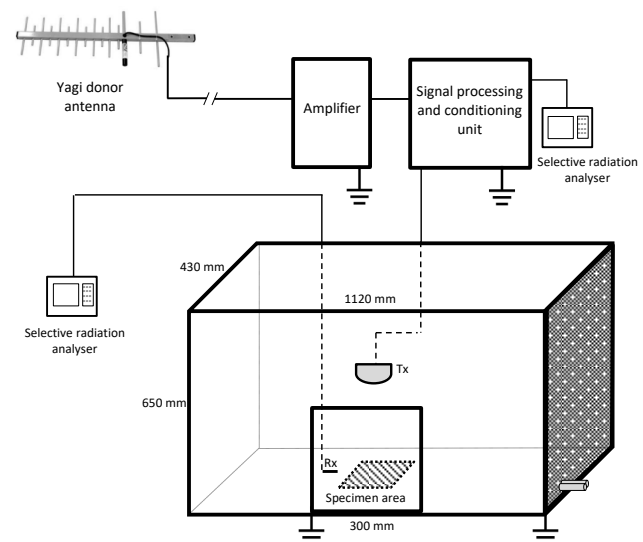 Yagi donor
antenna
Amplifier
Signal processing
and conditioning
unit
Selective radiation
analyser
430 mm
1120 mm
Selective radiation
analyser
Tx
650 mm
Rx
Specimen area
300 mm